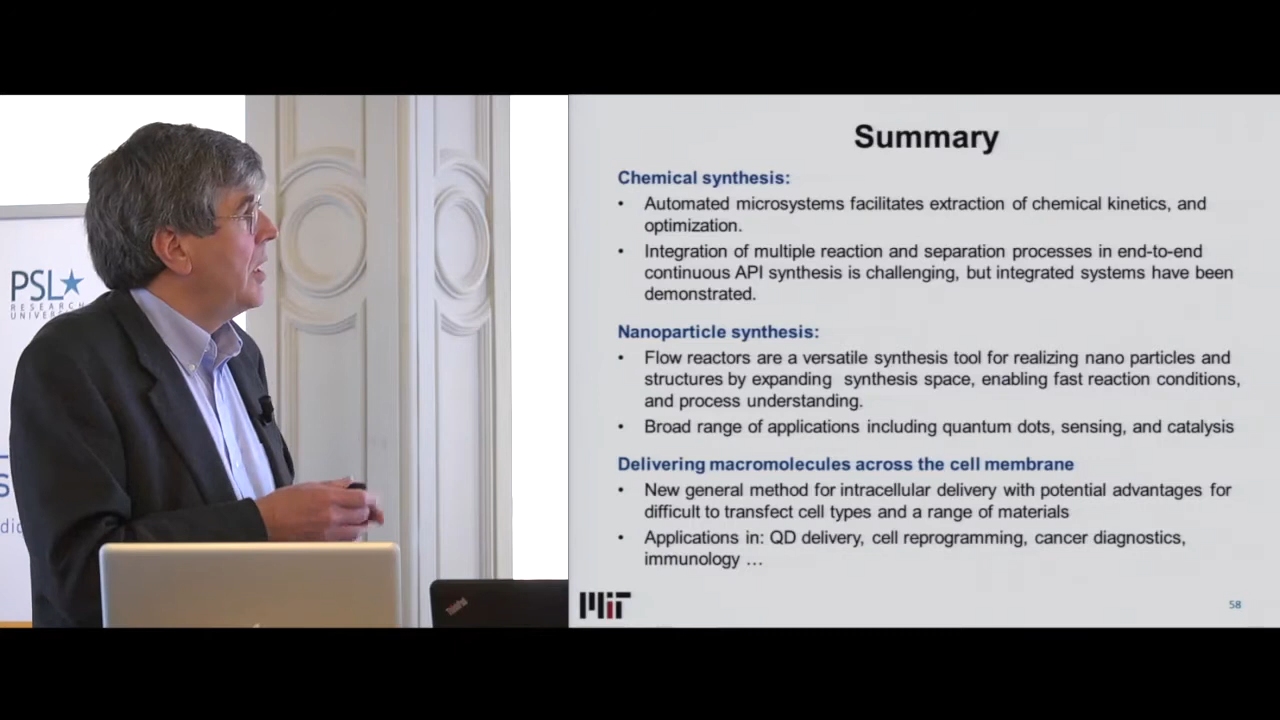 PSL
RESEARCH
UNIVER
S
dic
ThinkPad
Summary
Chemical synthesis:
• Automated microsystems facilitates extraction of chemical kinetics, and
optimization.
• Integration of multiple reaction and separation processes in end-to-end
continuous API synthesis is challenging, but integrated systems have been
demonstrated.
Nanoparticle synthesis:
• Flow reactors are a versatile synthesis tool for realizing nano particles and
structures by expanding synthesis space, enabling fast reaction conditions,
and process understanding.
• Broad range of applications including quantum dots, sensing, and catalysis
Delivering macromolecules across the cell membrane
• New general method for intracellular delivery with potential advantages for
difficult to transfect cell types and a range of materials
• Applications in: QD delivery, cell reprogramming, cancer diagnostics,
immunology …
MIT
58